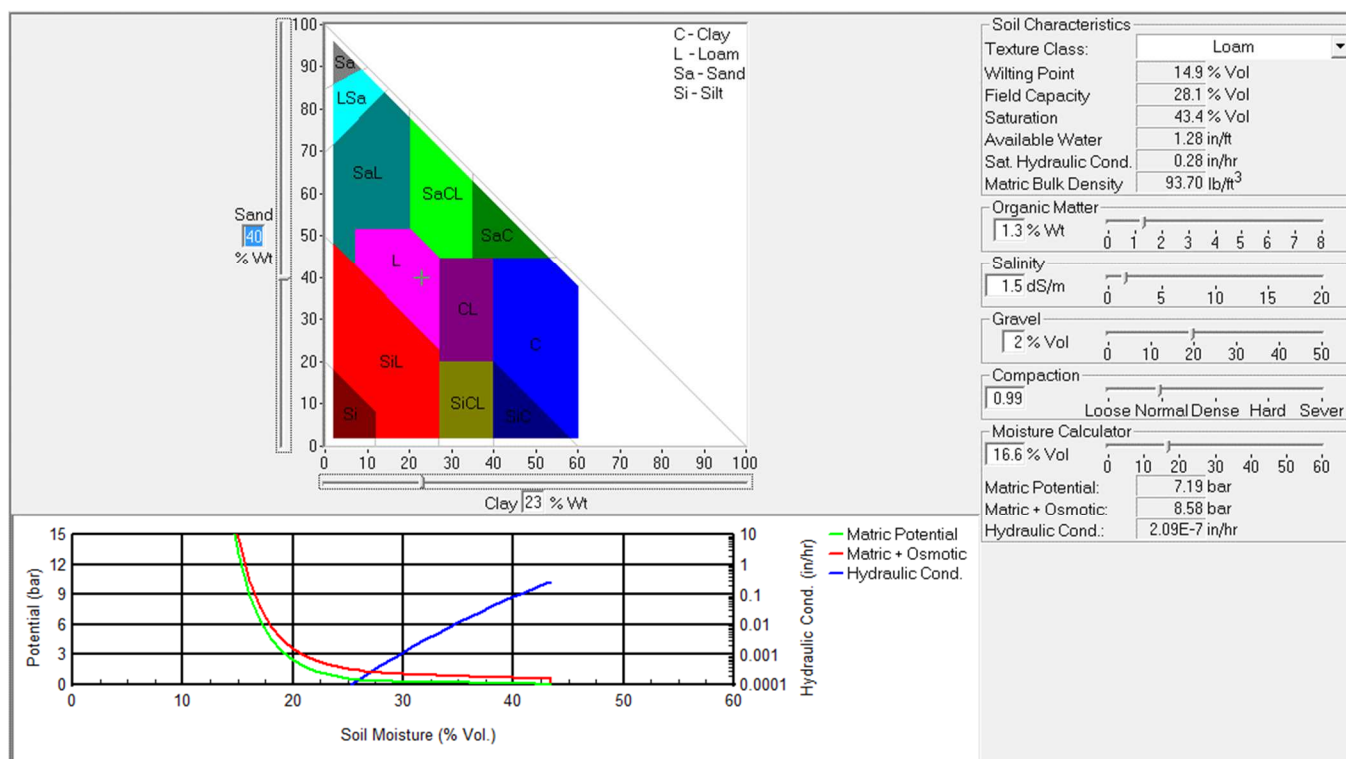 100
90
80
70
60
50
40
30
20
10
0
0 10 20 30 40 50 60 70 80 90 100
Sand
40
% Wt
Clay 23 % Wt
C - Clay
L - Loam
Sa - Sand
Si - Silt
Sa
LSa
SaL
SaCL
SaC
L
CL
C
SiL
Si
SiCL
SiC
Soil Characteristics
Texture Class: Loam
Wilting Point 14.9 % Vol
Field Capacity 28.1 % Vol
Saturation 43.4 % Vol
Available Water 1.28 in/ft
Sat. Hydraulic Cond. 0.28 in/hr
Matric Bulk Density 93.70 lb/ft3
Organic Matter
1.3 % Wt
0 1 2 3 4 5 6 7 8
Salinity
1.5 dS/m
0 5 10 15 20
Gravel
2 % Vol
0 10 20 30 40 50
Compaction
0.99
Loose Normal Dense Hard Sever
Moisture Calculator
16.6 % Vol
0 10 20 30 40 50 60
Matric Potential: 7.19 bar
Matric + Osmotic: 8.58 bar
Hydraulic Cond.: 2.09E-7 in/hr
Potential (bar)
15
12
9
6
3
0
0 10 20 30 40 50 60
Soil Moisture (% Vol.)
10
1
0.1
0.01
0.001
0.0001
Hydraulic Cond. (in/hr)
Matric Potential
Matric + Osmotic
Hydraulic Cond.